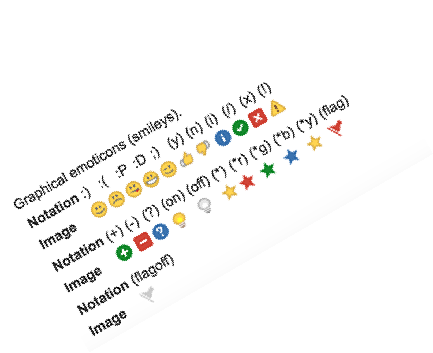 Graphical emoticons (smileys).
Notation :) :( :P :D ;) (y) (n) (i) (/) (x) (!)
Image
Notation (+) (-) (?) (on) (off) (*) (*r) (*g) (*b) (*y) (flag)
Image
Notation (flagoff)
Image